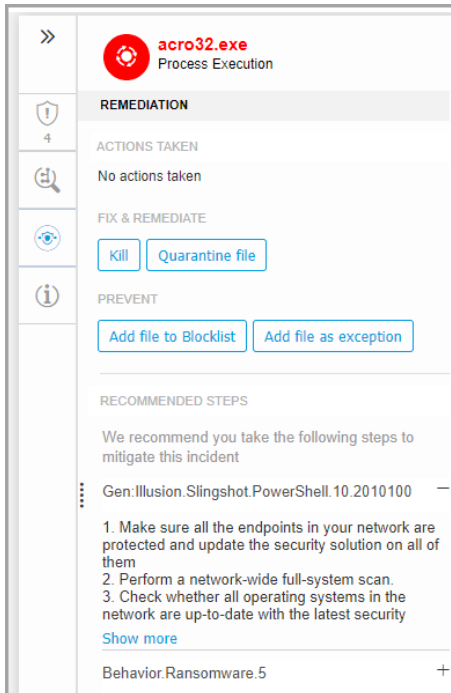 acro32.exe
Process Execution
REMEDIATION
4
ACTIONS TAKEN
No actions taken
FIX & REMEDIATE
Kill
Quarantine file
PREVENT
Add file to Blocklist
Add file as exception
RECOMMENDED STEPS
We recommend you take the following steps to
mitigate this incident
Gen:Illusion.Slingshot.PowerShell.10.2010100
1. Make sure all the endpoints in your network are
protected and update the security solution on all of
them
2. Perform a network-wide full-system scan.
3. Check whether all operating systems in the
network are up-to-date with the latest security
Show more
Behavior.Ransomware.5